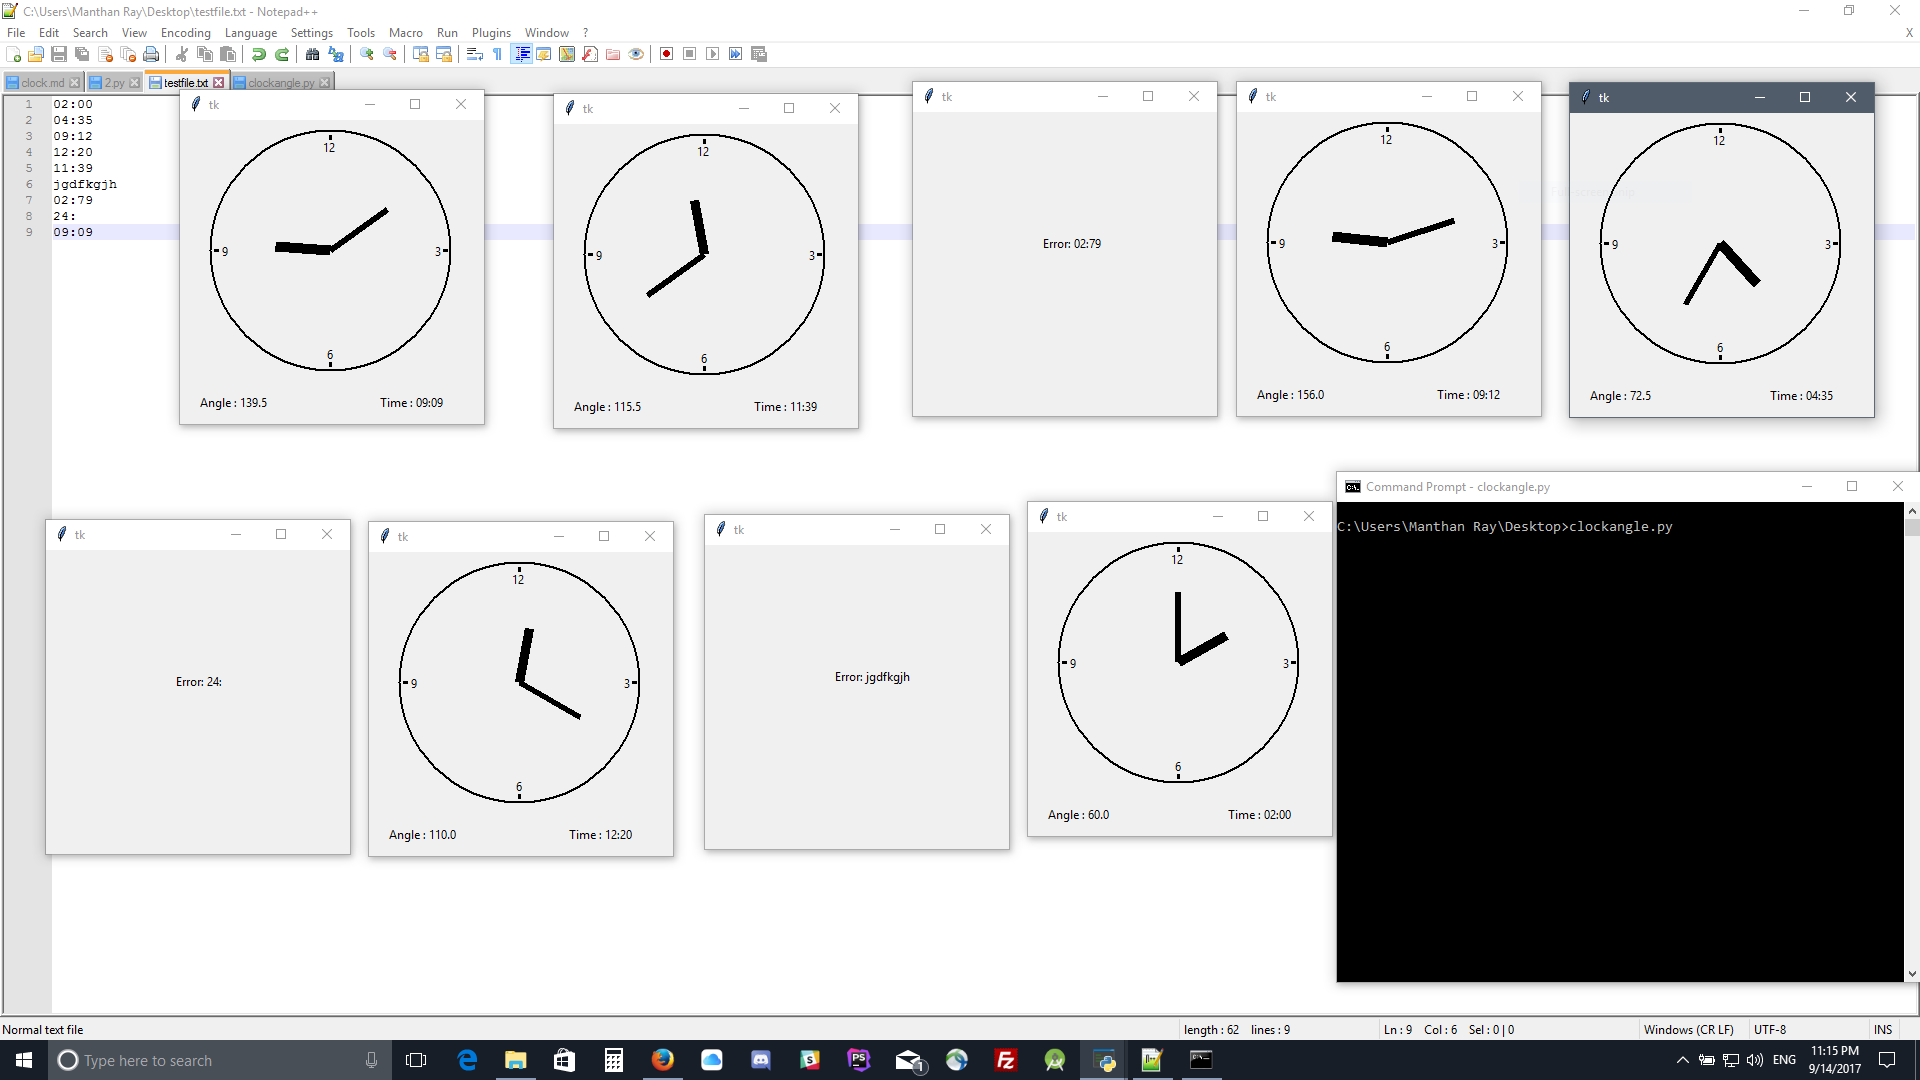 C:\Users\Manthan Ray\Desktop\testfile.txt - Notepad++
File Edit Search View Encoding Language Settings Tools Macro Run Plugins Window ? X
clock.md 2.py testfile.txt clockangle.py
1 02:00
2 04:35
3 09:12
4 12:20
5 11:39
6 jgdfkgjh
7 02:79
8 24:
9 09:09
tk
12
9 3
6
Angle : 139.5 Time : 09:09
tk
12
9 3
6
Angle : 115.5 Time : 11:39
tk
Error: 02:79
tk
12
9 3
6
Angle : 156.0 Time : 09:12
tk
12
9 3
6
Angle : 72.5 Time : 04:35
tk
Error: 24:
tk
12
9 3
6
Angle : 110.0 Time : 12:20
tk
Error: jgdfkgjh
tk
12
9 3
6
Angle : 60.0 Time : 02:00
Command Prompt - clockangle.py
C:\Users\Manthan Ray\Desktop>clockangle.py
Normal text file length : 62 lines : 9 Ln : 9 Col : 6 Sel : 0 | 0 Windows (CR LF) UTF-8 INS
Type here to search
PS
1
Fz
ENG
11:15 PM
9/14/2017